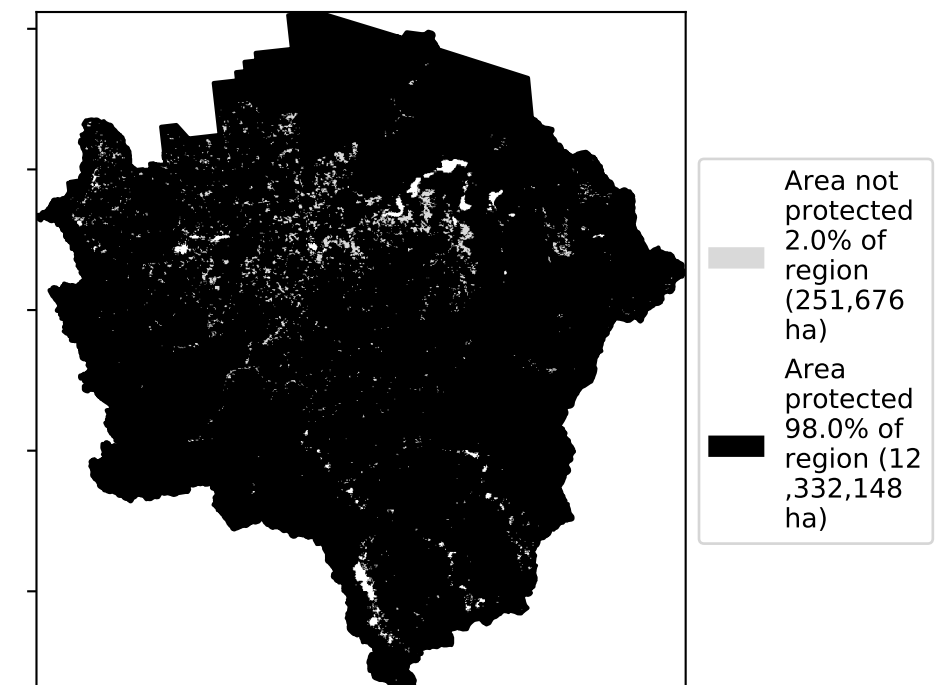 Area not
protected
2.0% of
region
(251,676
ha)
Area
protected
98.0% of
region (12
,332,148
ha)